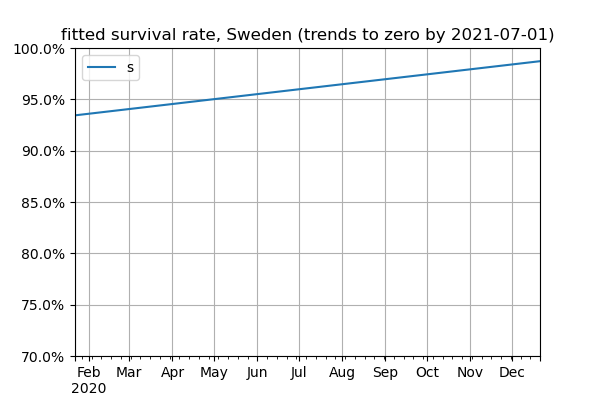 fitted survival rate, Sweden (trends to zero by 2021-07-01)
100.0%
95.0%
90.0%
85.0%
80.0%
75.0%
70.0%
s
Feb Mar Apr May Jun Jul Aug Sep Oct Nov Dec
2020